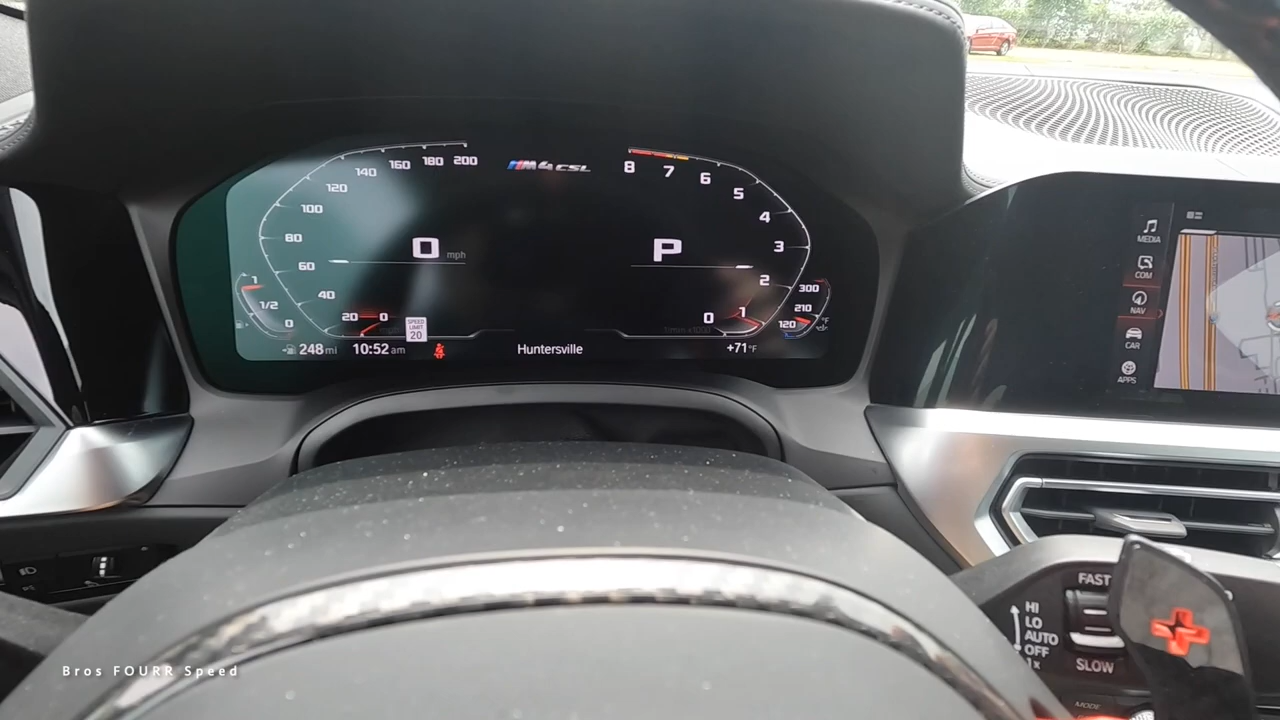 140 160 180 200
M4 CSL
8 7 6
120
5
100
4
80
0 mph
P
3
60
2
1
40
300
1/2
20 0
SPEED LIMIT 20
0 1
210
0
120 °F
248 mi 10:52 am
Huntersville
+71°F
MEDIA
COM
NAV
CAR
APPS
FAST
HI
LO
AUTO
OFF
1x
SLOW
MODE
Bros FOURR Speed